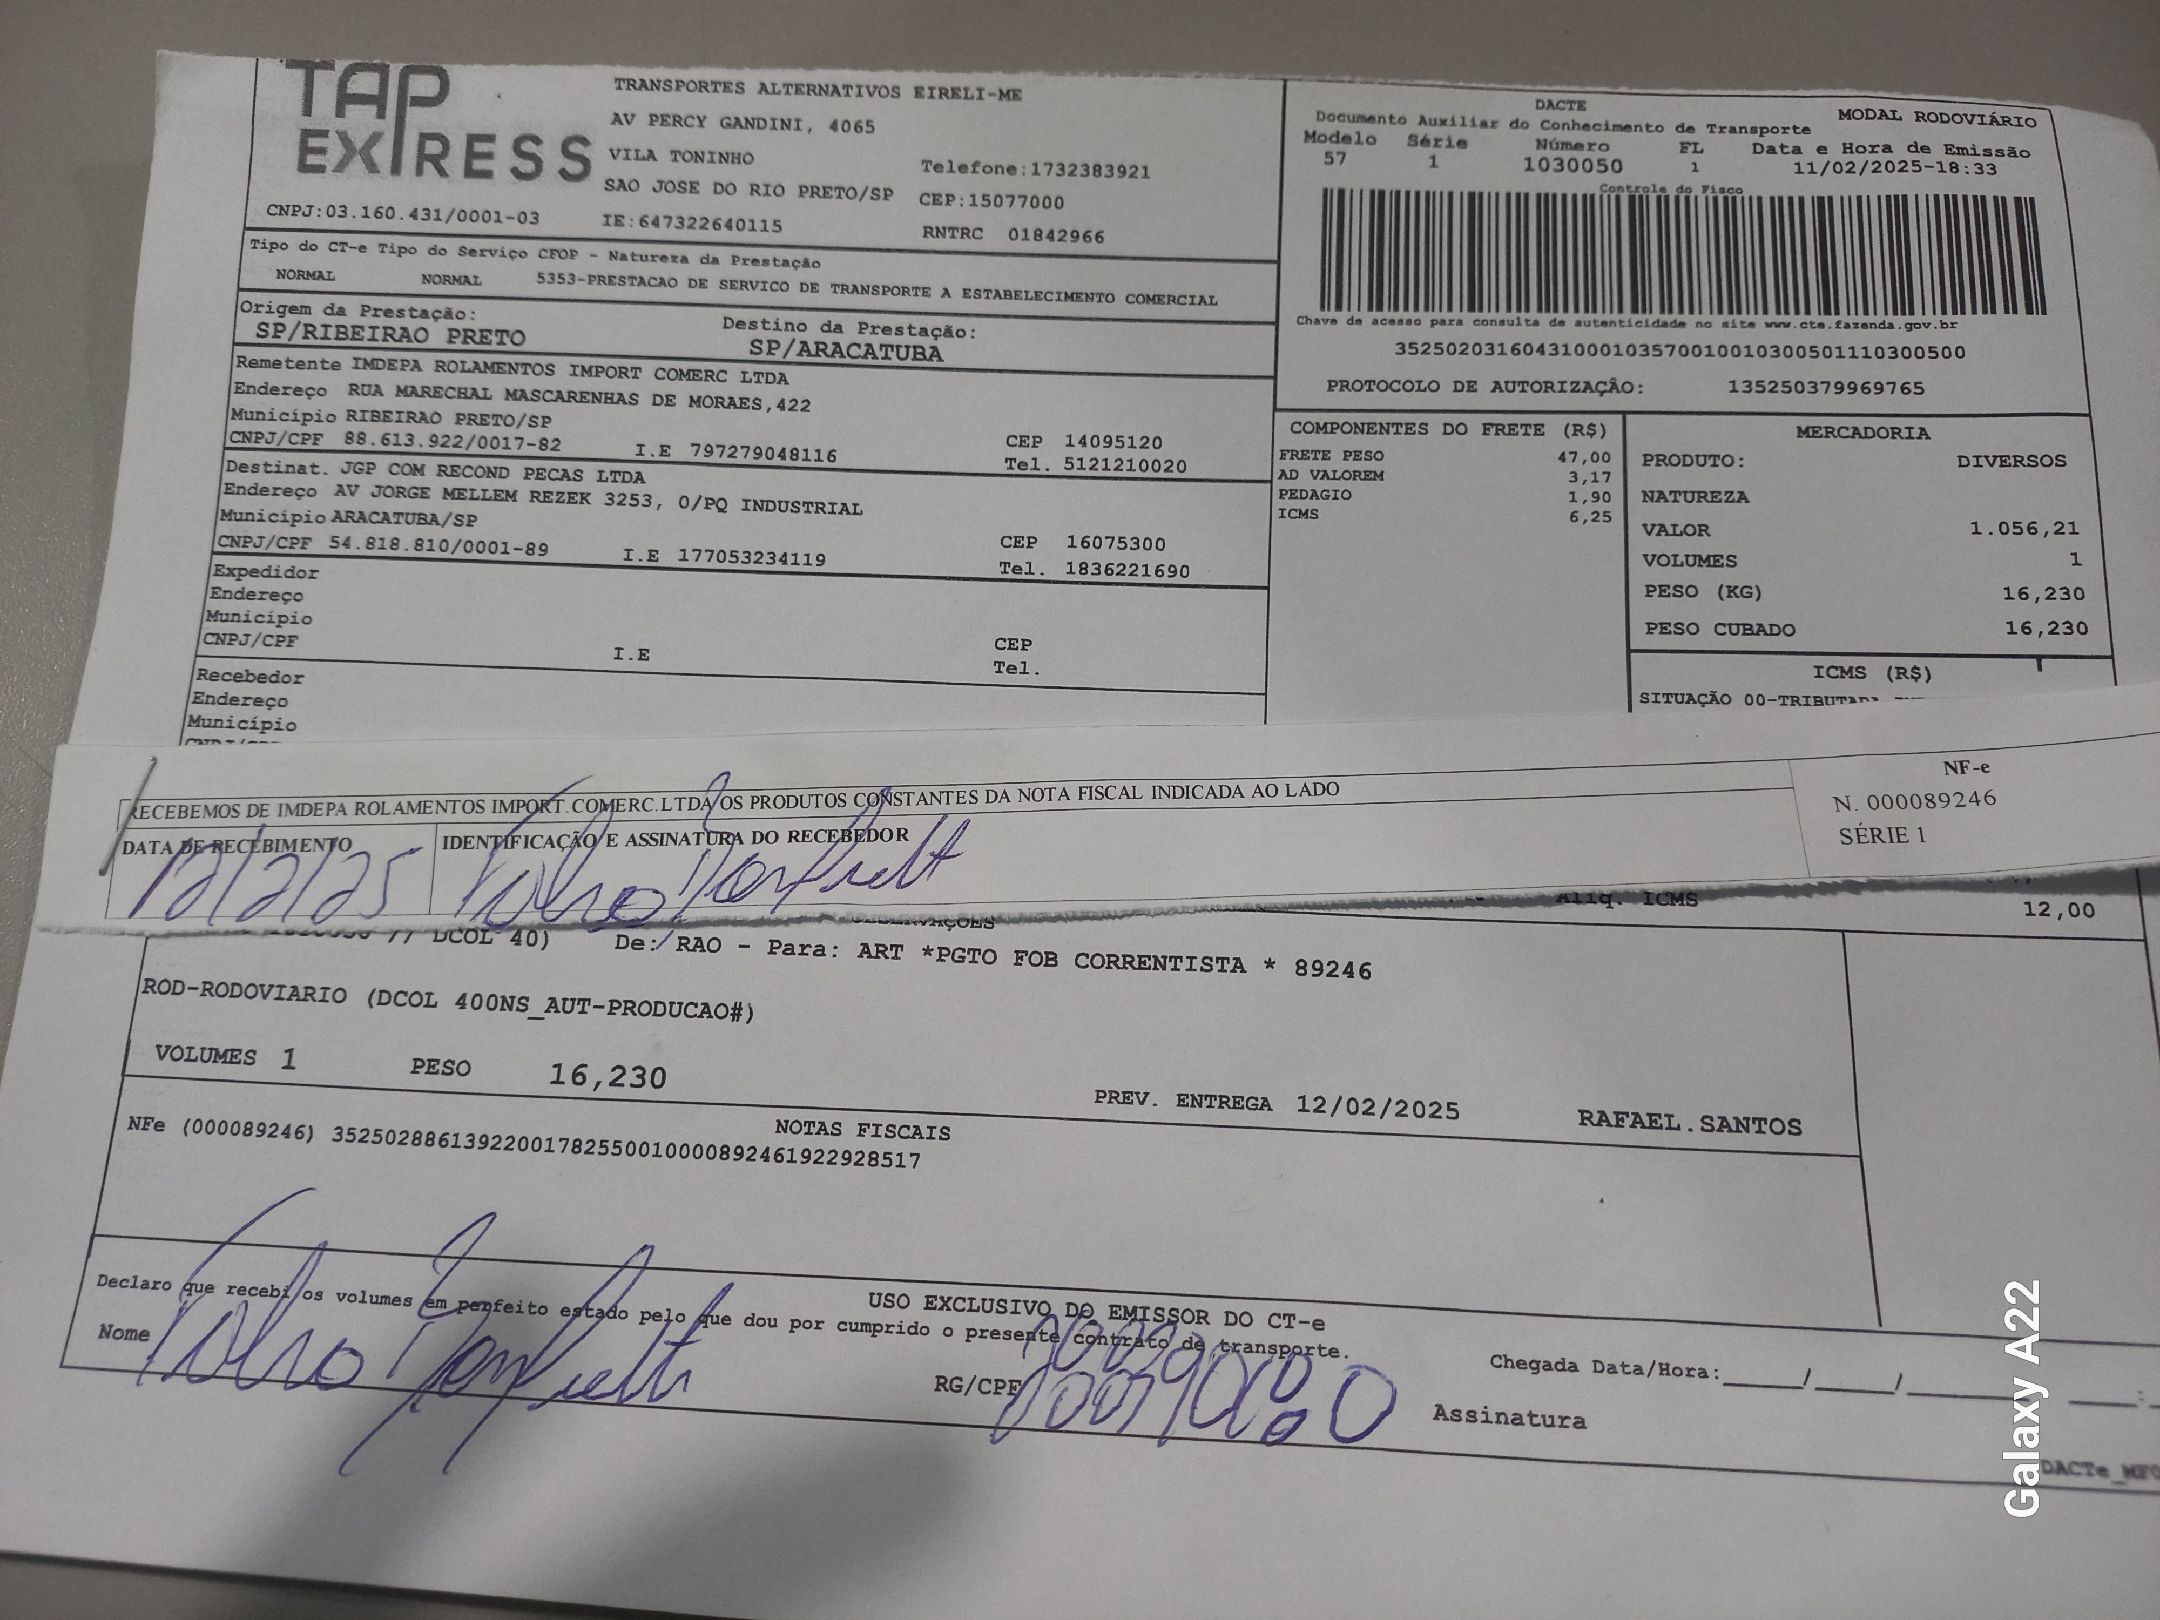 TAP EXPRESS
TRANSPORTES ALTERNATIVOS EIRELI-ME
AV PERCY GANDINI, 4065
VILA TONINHO
Telefone:1732383921
SAO JOSE DO RIO PRETO/SP CEP:15077000
CNPJ:03.160.431/0001-03 IE:647322640115 RNTRC 01842966
DACTE
MODAL RODOVIÁRIO
Documento Auxiliar do Conhecimento de Transporte
Modelo Série Número FL Data e Hora de Emissão
57 1 1030050 1 11/02/2025-18:33
Controle do Fisco
Chave de acesso para consulta de autenticidade no site www.cte.fazenda.gov.br
35250203160431000103570010010300501110300500
PROTOCOLO DE AUTORIZAÇÃO: 135250379969765
Tipo do CT-e Tipo do Serviço CFOP - Natureza da Prestação
NORMAL NORMAL 5353-PRESTACAO DE SERVICO DE TRANSPORTE A ESTABELECIMENTO COMERCIAL
Origem da Prestação: Destino da Prestação:
SP/RIBEIRAO PRETO SP/ARACATUBA
Remetente IMDEPA ROLAMENTOS IMPORT COMERC LTDA
Endereço RUA MARECHAL MASCARENHAS DE MORAES,422
Município RIBEIRAO PRETO/SP CEP 14095120
CNPJ/CPF 88.613.922/0017-82 I.E 797279048116 Tel. 5121210020
Destinat. JGP COM RECOND PECAS LTDA
Endereço AV JORGE MELLEM REZEK 3253, 0/PQ INDUSTRIAL
Município ARACATUBA/SP CEP 16075300
CNPJ/CPF 54.818.810/0001-89 I.E 177053234119 Tel. 1836221690
Expedidor
Endereço
Município CEP
CNPJ/CPF I.E Tel.
Recebedor
Endereço
Município
COMPONENTES DO FRETE (R$)
FRETE PESO 47,00
AD VALOREM 3,17
PEDAGIO 1,90
ICMS 6,25
MERCADORIA
PRODUTO: DIVERSOS
NATUREZA
VALOR 1.056,21
VOLUMES 1
PESO (KG) 16,230
PESO CUBADO 16,230
ICMS (R$)
SITUAÇÃO 00-TRIBUTADA
RECEBEMOS DE IMDEPA ROLAMENTOS IMPORT.COMERC.LTDA OS PRODUTOS CONSTANTES DA NOTA FISCAL INDICADA AO LADO
DATA DE RECEBIMENTO IDENTIFICAÇÃO E ASSINATURA DO RECEBEDOR
12/2/25
NF-e
N. 000089246
SÉRIE 1
Aliq. ICMS
12,00
DCOL 40) De: RAO - Para: ART *PGTO FOB CORRENTISTA * 89246
ROD-RODOVIARIO (DCOL 400NS_AUT-PRODUCAO#)
VOLUMES 1 PESO 16,230
PREV. ENTREGA 12/02/2025 RAFAEL.SANTOS
NOTAS FISCAIS
NFe (000089246) 35250288613922001782550010000892461922928517
USO EXCLUSIVO DO EMISSOR DO CT-e
Declaro que recebi os volumes em perfeito estado pelo que dou por cumprido o presente contrato de transporte.
Nome
RG/CPF
Chegada Data/Hora:____/____/____ ____:
Assinatura
Galaxy A22